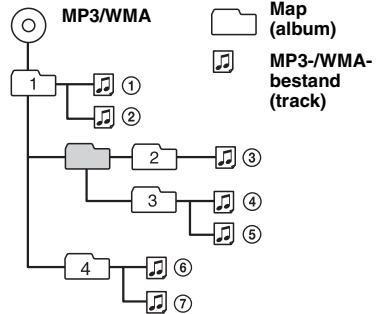 MP3/WMA
Map
(album)
MP3-/WMA-
bestand
(track)
1
①
②
2
③
3
④
⑤
4
⑥
⑦